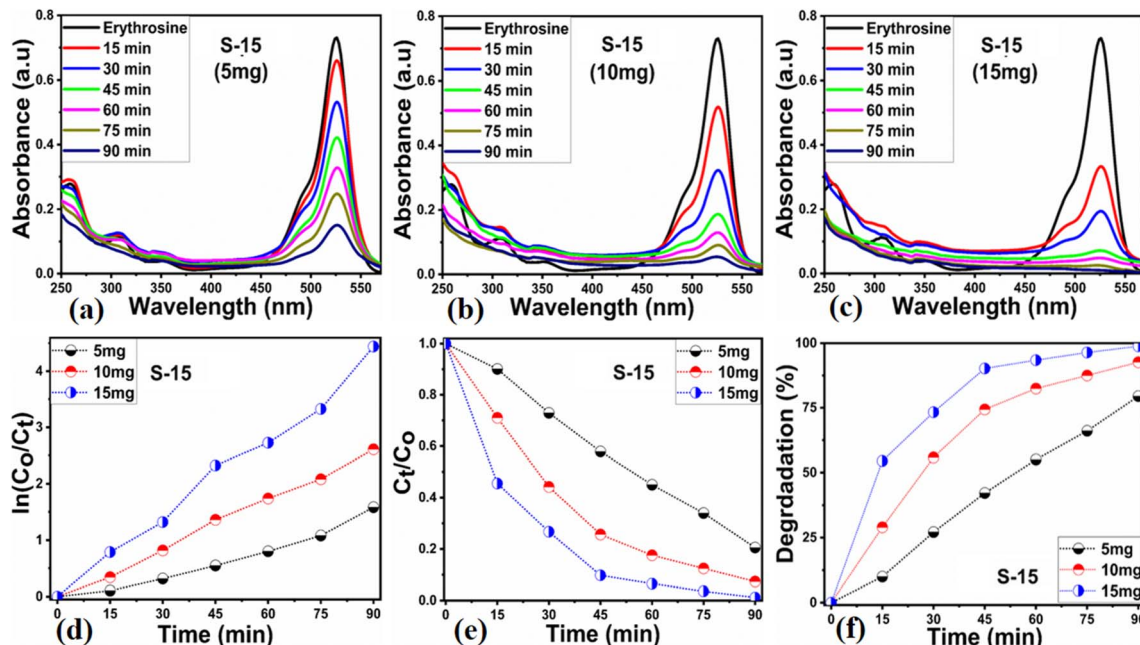 Absorbance (a.u)
0.8
0.6
0.4
0.2
0.0
Erythrosine
15 min
30 min
45 min
60 min
75 min
90 min
S-15
(5mg)
250 300 350 400 450 500 550
Wavelength (nm)
(a)
Absorbance (a.u)
0.8
0.6
0.4
0.2
0.0
Erythrosine
15 min
30 min
45 min
60 min
75 min
90 min
S-15
(10mg)
250 300 350 400 450 500 550
Wavelength (nm)
(b)
Absorbance (a.u)
0.8
0.6
0.4
0.2
0.0
Erythrosine
15 min
30 min
45 min
60 min
75 min
90 min
S-15
(15mg)
250 300 350 400 450 500 550
Wavelength (nm)
(c)
ln(Co/Ct)
4
3
2
1
0
5mg
10mg
15mg
S-15
0 15 30 45 60 75 90
Time (min)
(d)
Ct/Co
1.0
0.8
0.6
0.4
0.2
0.0
S-15
5mg
10mg
15mg
0 15 30 45 60 75 90
Time (min)
(e)
Degrdadation (%)
100
75
50
25
0
S-15
5mg
10mg
15mg
0 15 30 45 60 75 90
Time (min)
(f)